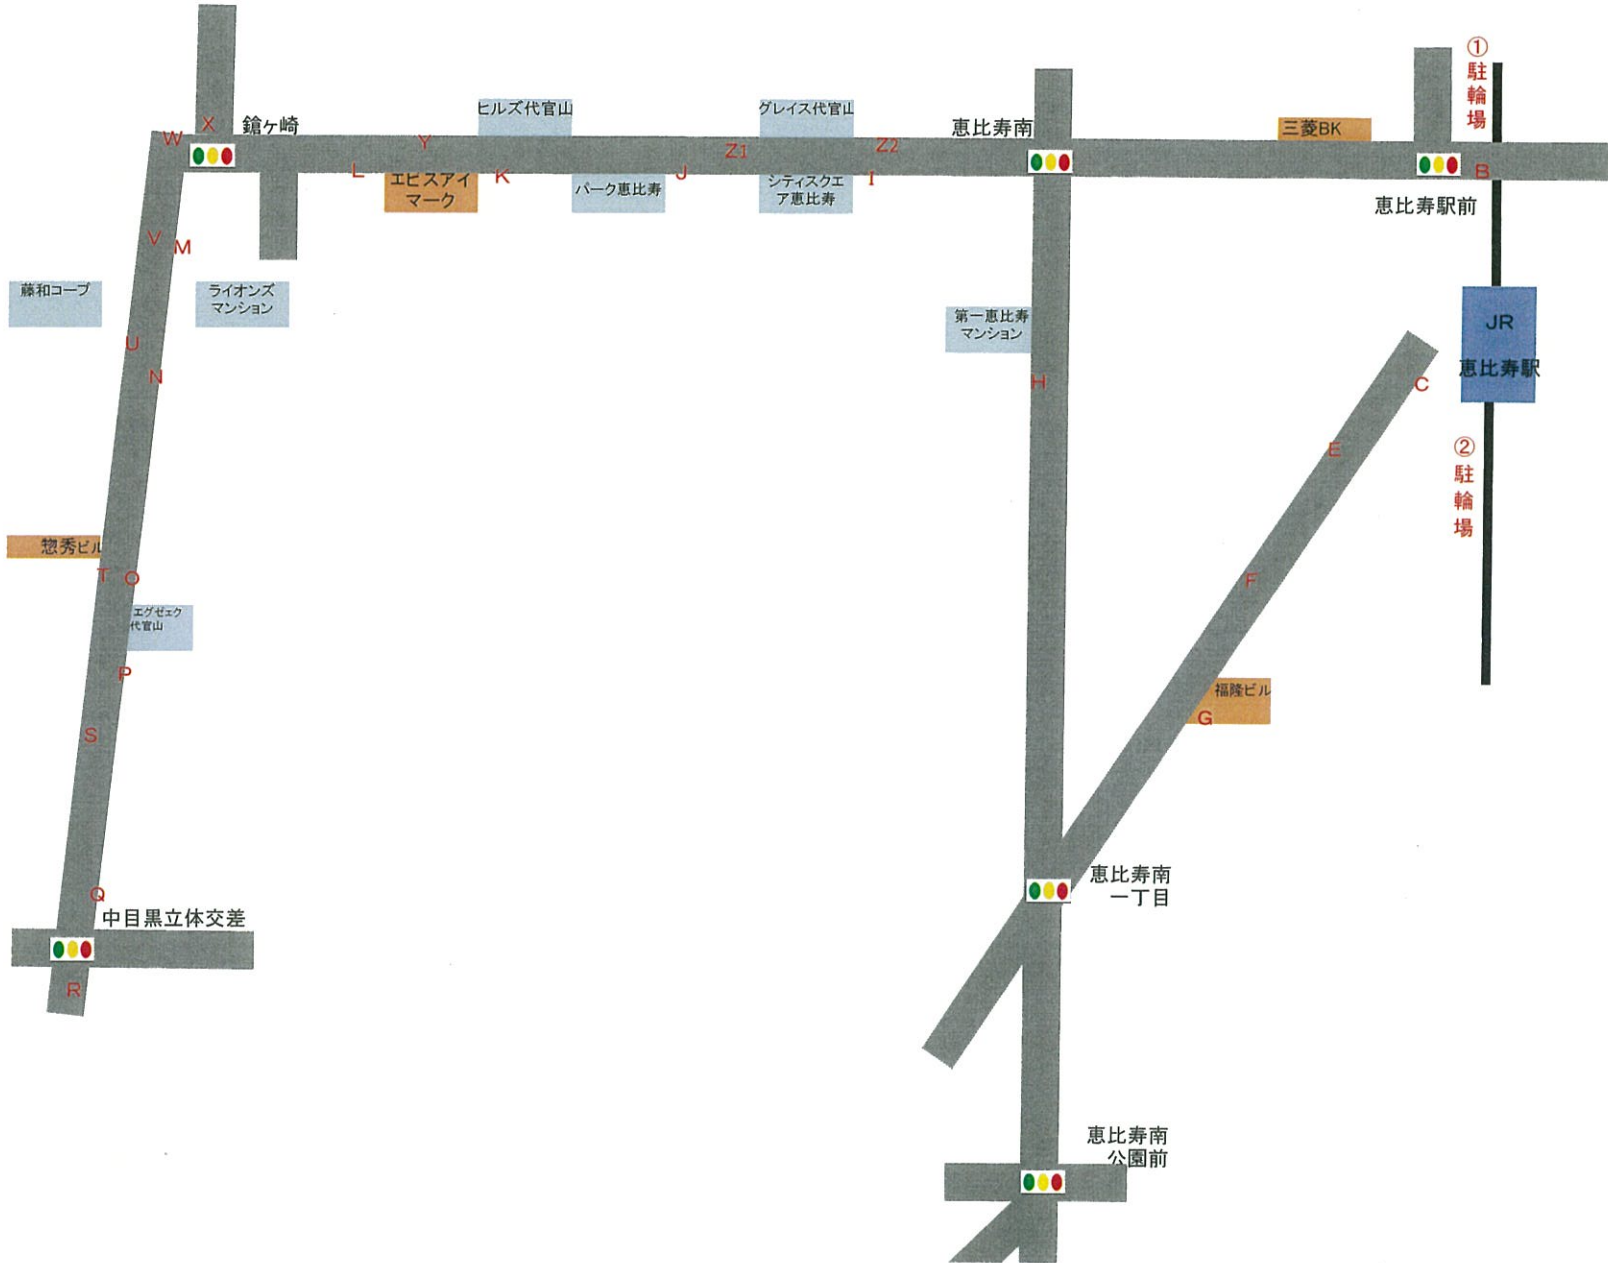 ①
駐
輪
場
ヒルズ代官山
グレイス代官山
X
鎗ヶ崎
恵比寿南
三菱BK
W
Y
Z1
Z2
L
K
J
I
B
エビスアイ
マーク
パーク恵比寿
シティスクエ
ア恵比寿
恵比寿駅前
V
M
藤和コープ
ライオンズ
マンション
第一恵比寿
マンション
JR
恵比寿駅
U
N
H
C
E
②
駐
輪
場
惣秀ビル
T
O
F
エグゼェク
代官山
P
福隆ビル
G
S
恵比寿南
一丁目
Q
中目黒立体交差
R
恵比寿南
公園前